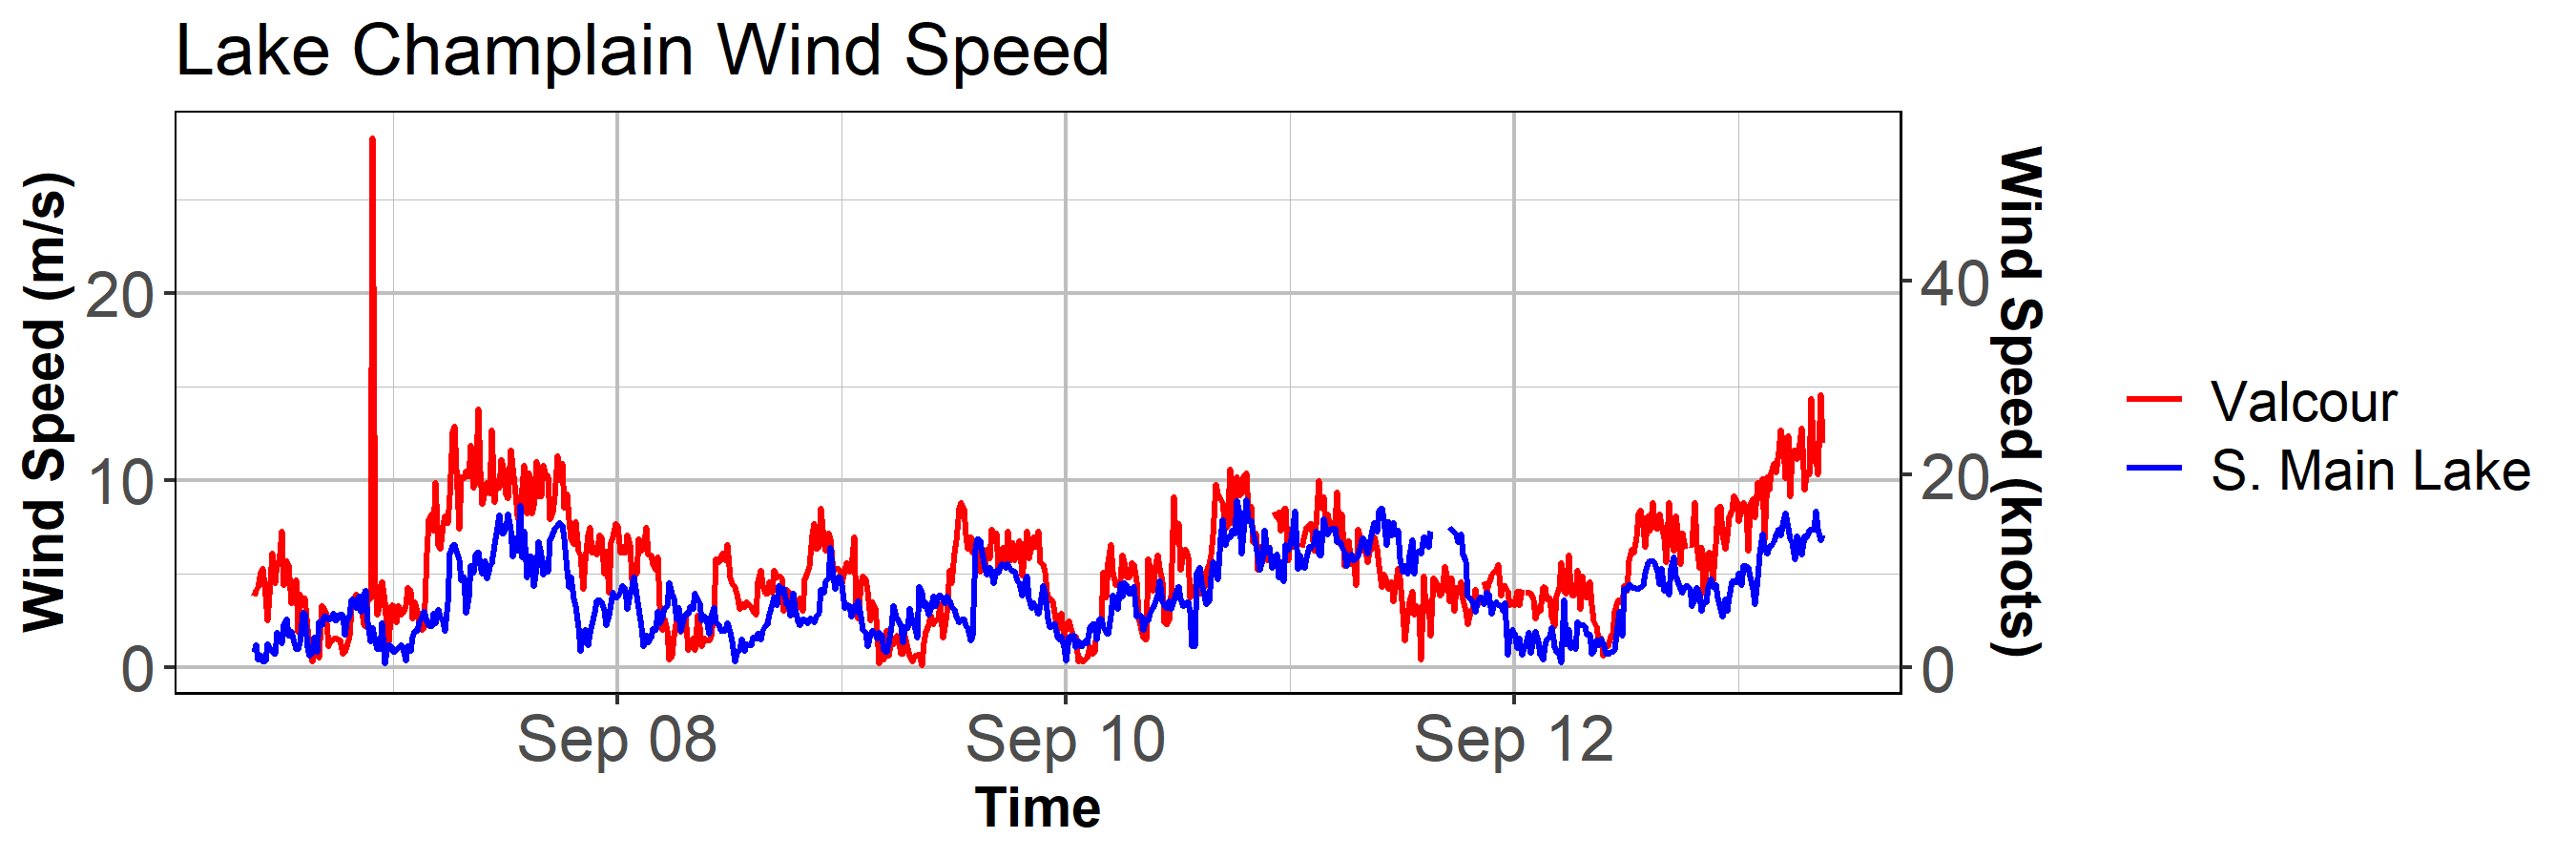 Lake Champlain Wind Speed
Wind Speed (m/s)
20
10
0
40
20
0
Wind Speed (knots)
Sep 08
Sep 10
Sep 12
Time
Valcour
S. Main Lake